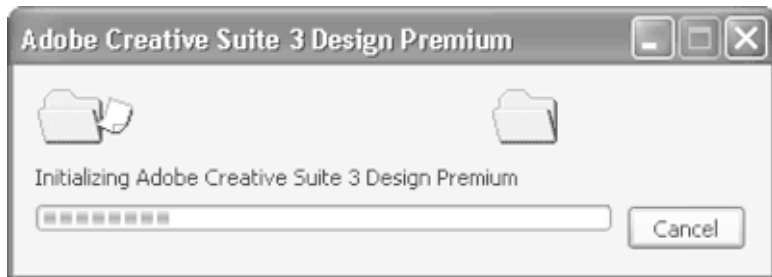 Adobe Creative Suite 3 Design Premium
Initializing Adobe Creative Suite 3 Design Premium
Cancel